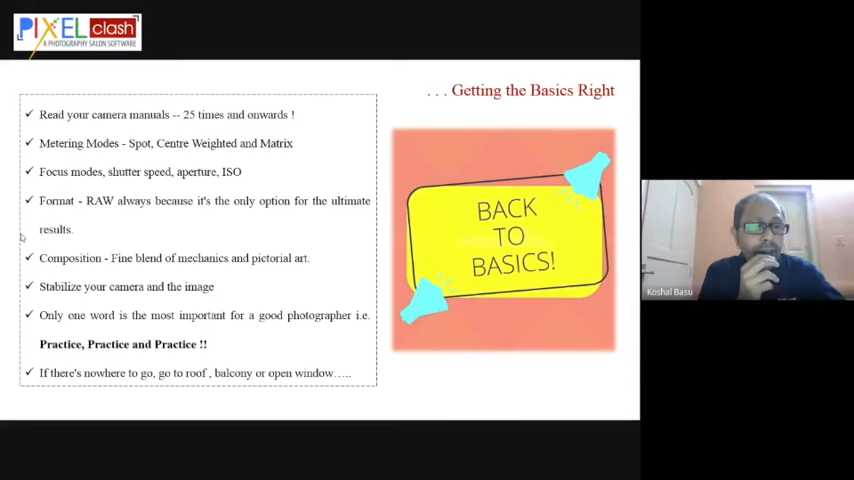 PIXEL clash
A PHOTOGRAPHY SALON SOFTWARE
. . . Getting the Basics Right
✓ Read your camera manuals -- 25 times and onwards !
✓ Metering Modes - Spot, Centre Weighted and Matrix
✓ Focus modes, shutter speed, aperture, ISO
✓ Format - RAW always because it's the only option for the ultimate
results.
✓ Composition - Fine blend of mechanics and pictorial art.
✓ Stabilize your camera and the image
✓ Only one word is the most important for a good photographer i.e.
Practice, Practice and Practice !!
✓ If there's nowhere to go, go to roof , balcony or open window…..
BACK
TO
BASICS!
Koshal Basu